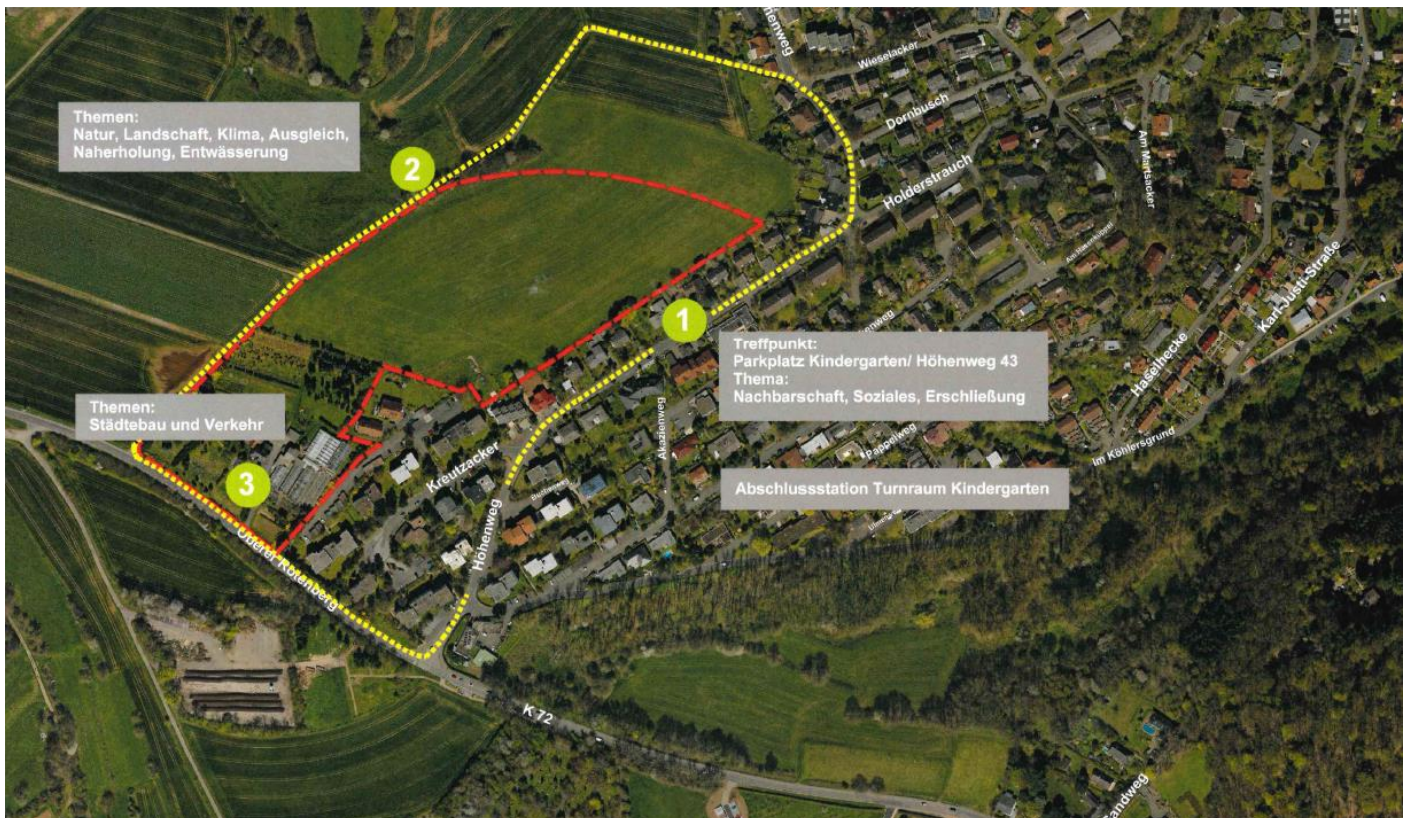 Wieselacker
Dornbusch
Holderstrauch
Am Martsacker
Themen:
Natur, Landschaft, Klima, Ausgleich,
Naherholung, Entwässerung
2
1
Treffpunkt:
Parkplatz Kindergarten/ Höhenweg 43
Thema:
Nachbarschaft, Soziales, Erschließung
Karl-Justi-Straße
Haselhecke
Im Köhlersgrund
Themen:
Städtebau und Verkehr
3
Kreutzacker
Akazienweg
Pappelweg
Höhenweg
Abschlussstation Turnraum Kindergarten
Oberer Rotenberg
K 72
Sandweg